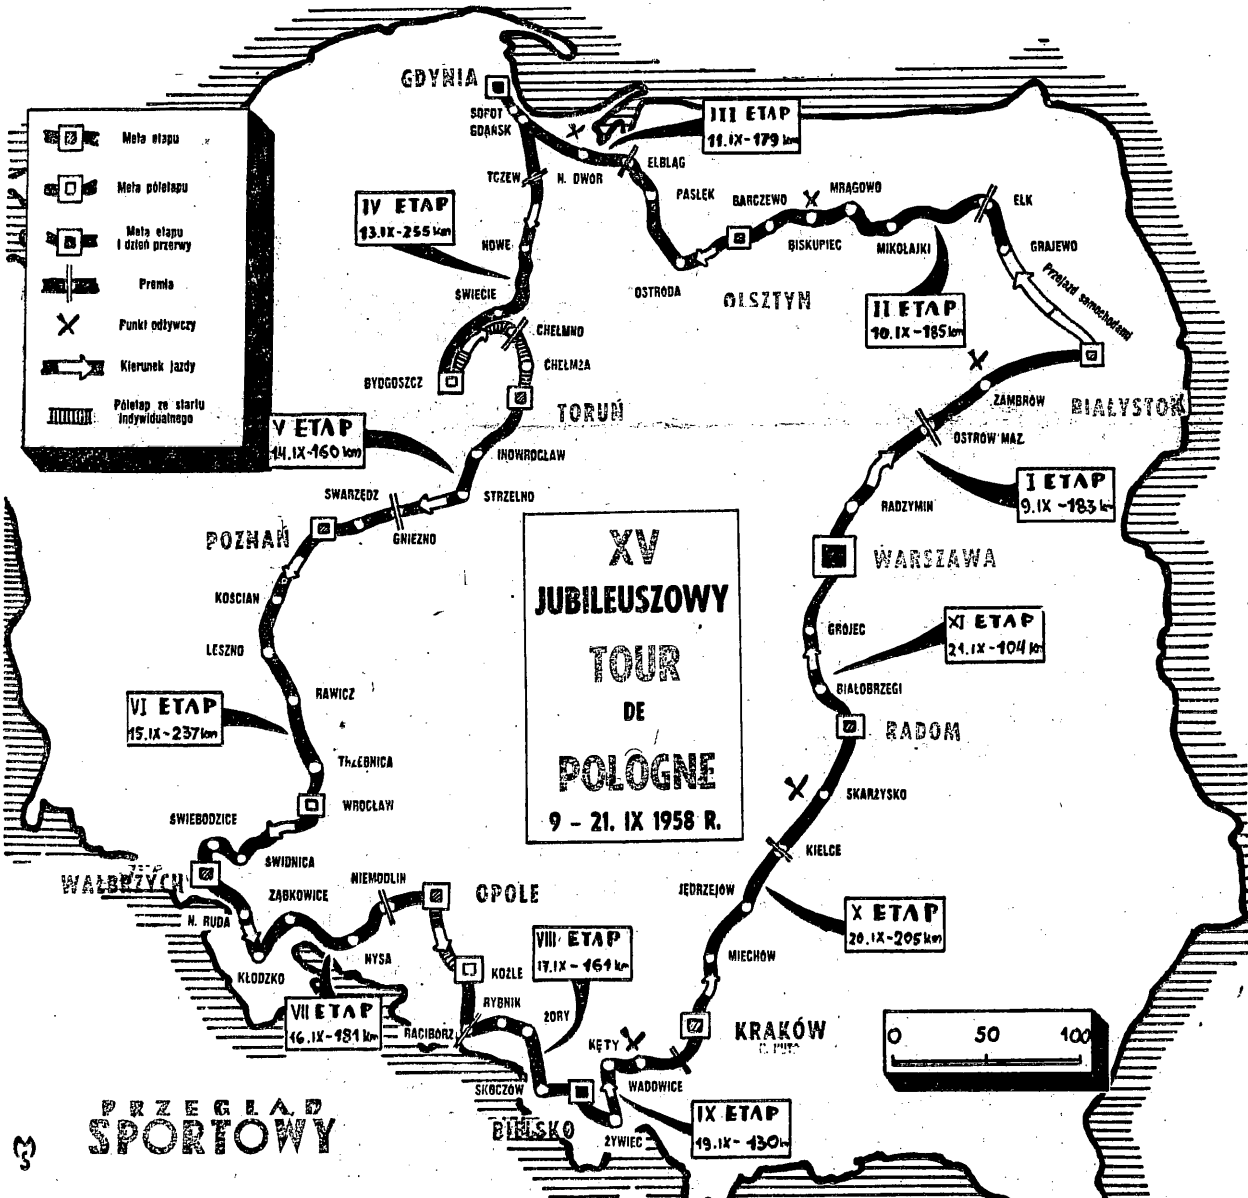 GDYNIA
SOPOT
GDAŃSK
III ETAP
11.IX-179 km
Meta etapu
Meta półetapu
Meta etapu
i dzień przerwy
Premia
Punkt odżywczy
Kierunek jazdy
Półetap ze startu
indywidualnego
TCZEW
N. DWÓR
ELBLĄG
PASŁĘK
BARCZEWO
MRĄGOWO
EŁK
IV ETAP
13.IX-255 km
NOWE
BISKUPIEC
MIKOŁAJKI
GRAJEWO
Przejazd samochodami
ŚWIECIE
OSTRÓDA
OLSZTYN
II ETAP
10.IX-185 km
CHEŁMNO
CHEŁMŻA
BYDGOSZCZ
TORUŃ
ZAMBRÓW
BIAŁYSTOK
V ETAP
14.IX-160 km
OSTRÓW MAZ.
INOWROCŁAW
I ETAP
9.IX-183 km
SWARZĘDZ
STRZELNO
RADZYMIN
POZNAŃ
GNIEZNO
WARSZAWA
XV
JUBILEUSZOWY
TOUR
DE
POLOGNE
9 - 21. IX 1958 R.
KOŚCIAN
LESZNO
GRÓJEC
XI ETAP
21.IX-104 km
RAWICZ
BIAŁOBRZEGI
VI ETAP
15.IX-237 km
RADOM
TRZEBNICA
WROCŁAW
SKARŻYSKO
ŚWIEBODZICE
ŚWIDNICA
KIELCE
WAŁBRZYCH
ZĄBKOWICE
NIEMODLIN
OPOLE
JĘDRZEJÓW
X ETAP
20.IX-205 km
N. RUDA
KŁODZKO
NYSA
VIII ETAP
17.IX-161 km
MIECHÓW
KOŹLE
VII ETAP
16.IX-181 km
RACIBÓRZ
RYBNIK
ŻORY
KĘTY
KRAKÓW
0 50 100
SKOCZÓW
WADOWICE
BIELSKO
ŻYWIEC
IX ETAP
19.IX-130 km
PRZEGLĄD
SPORTOWY